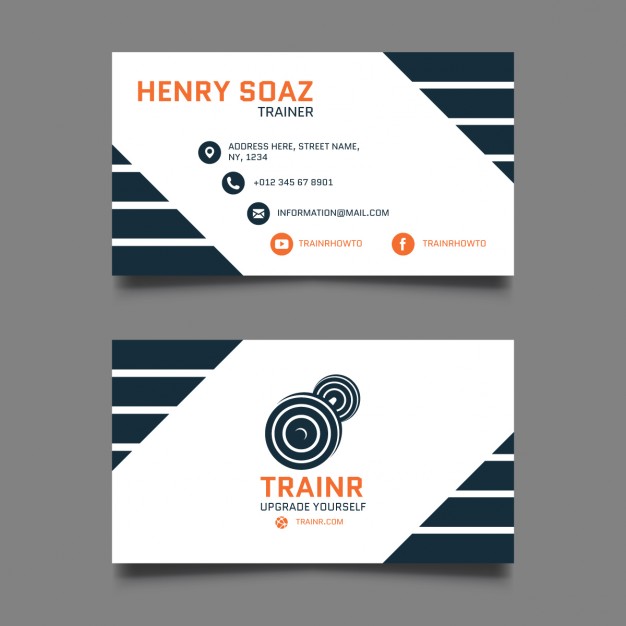 HENRY SOAZ
TRAINER
ADDRESS HERE, STREET NAME,
NY, 1234
+012 345 67 8901
INFORMATION@MAIL.COM
TRAINRHOWTO TRAINRHOWTO
TRAINR
UPGRADE YOURSELF
TRAINR.COM